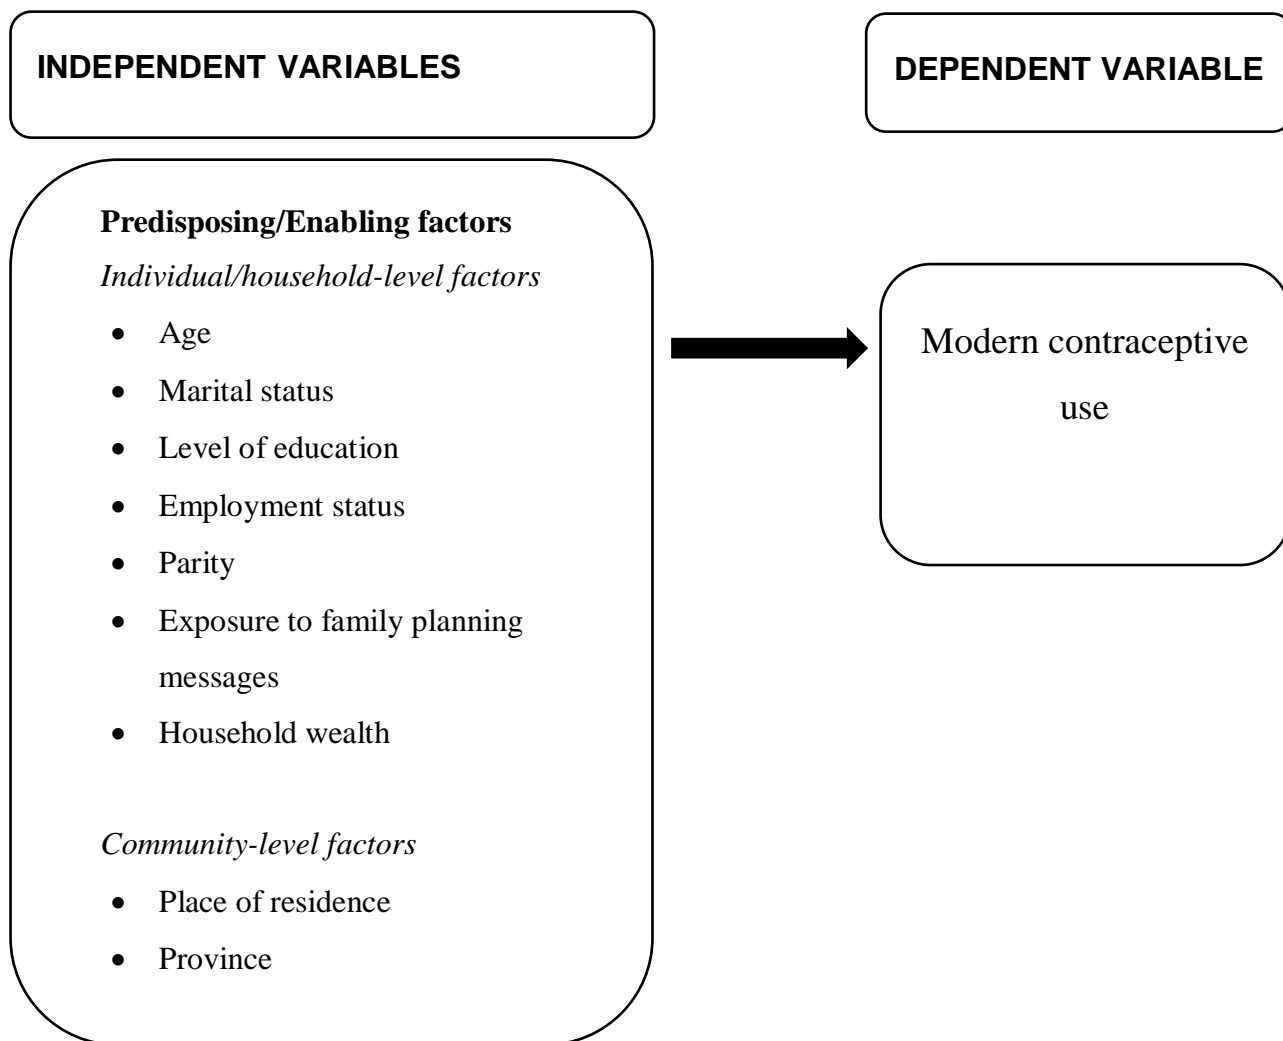 INDEPENDENT VARIABLES
DEPENDENT VARIABLE
Predisposing/Enabling factors
Individual/household-level factors
• Age
• Marital status
• Level of education
• Employment status
• Parity
• Exposure to family planning
messages
• Household wealth
Community-level factors
• Place of residence
• Province
Modern contraceptive
use